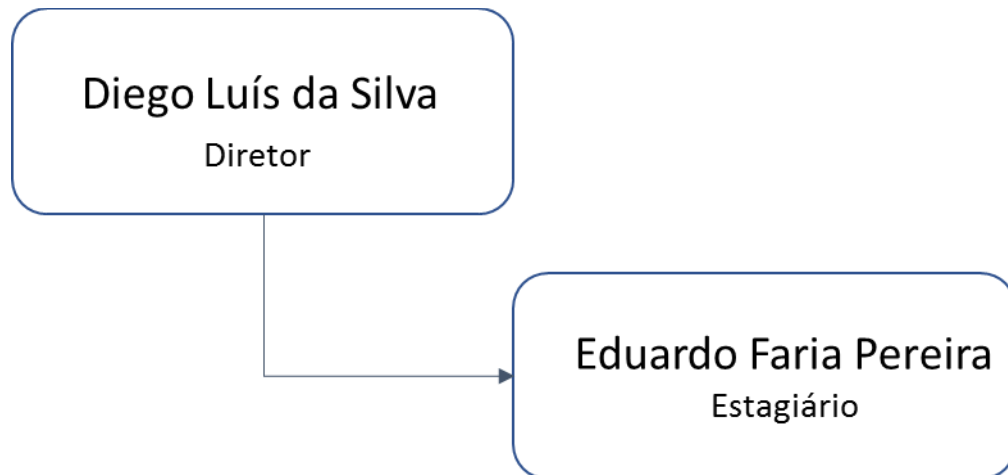 Diego Luís da Silva
Diretor
Eduardo Faria Pereira
Estagiário